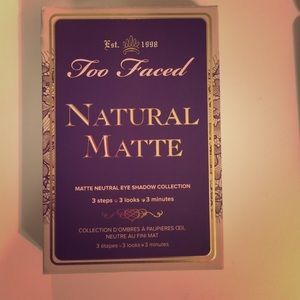 Est. 1998
Too Faced
NATURAL
MATTE
MATTE NEUTRAL EYE SHADOW COLLECTION
3 steps • 3 looks • 3 minutes
COLLECTION D'OMBRES À PAUPIÈRES ŒIL
NEUTRE AU FINI MAT
3 étapes • 3 looks • 3 minutes